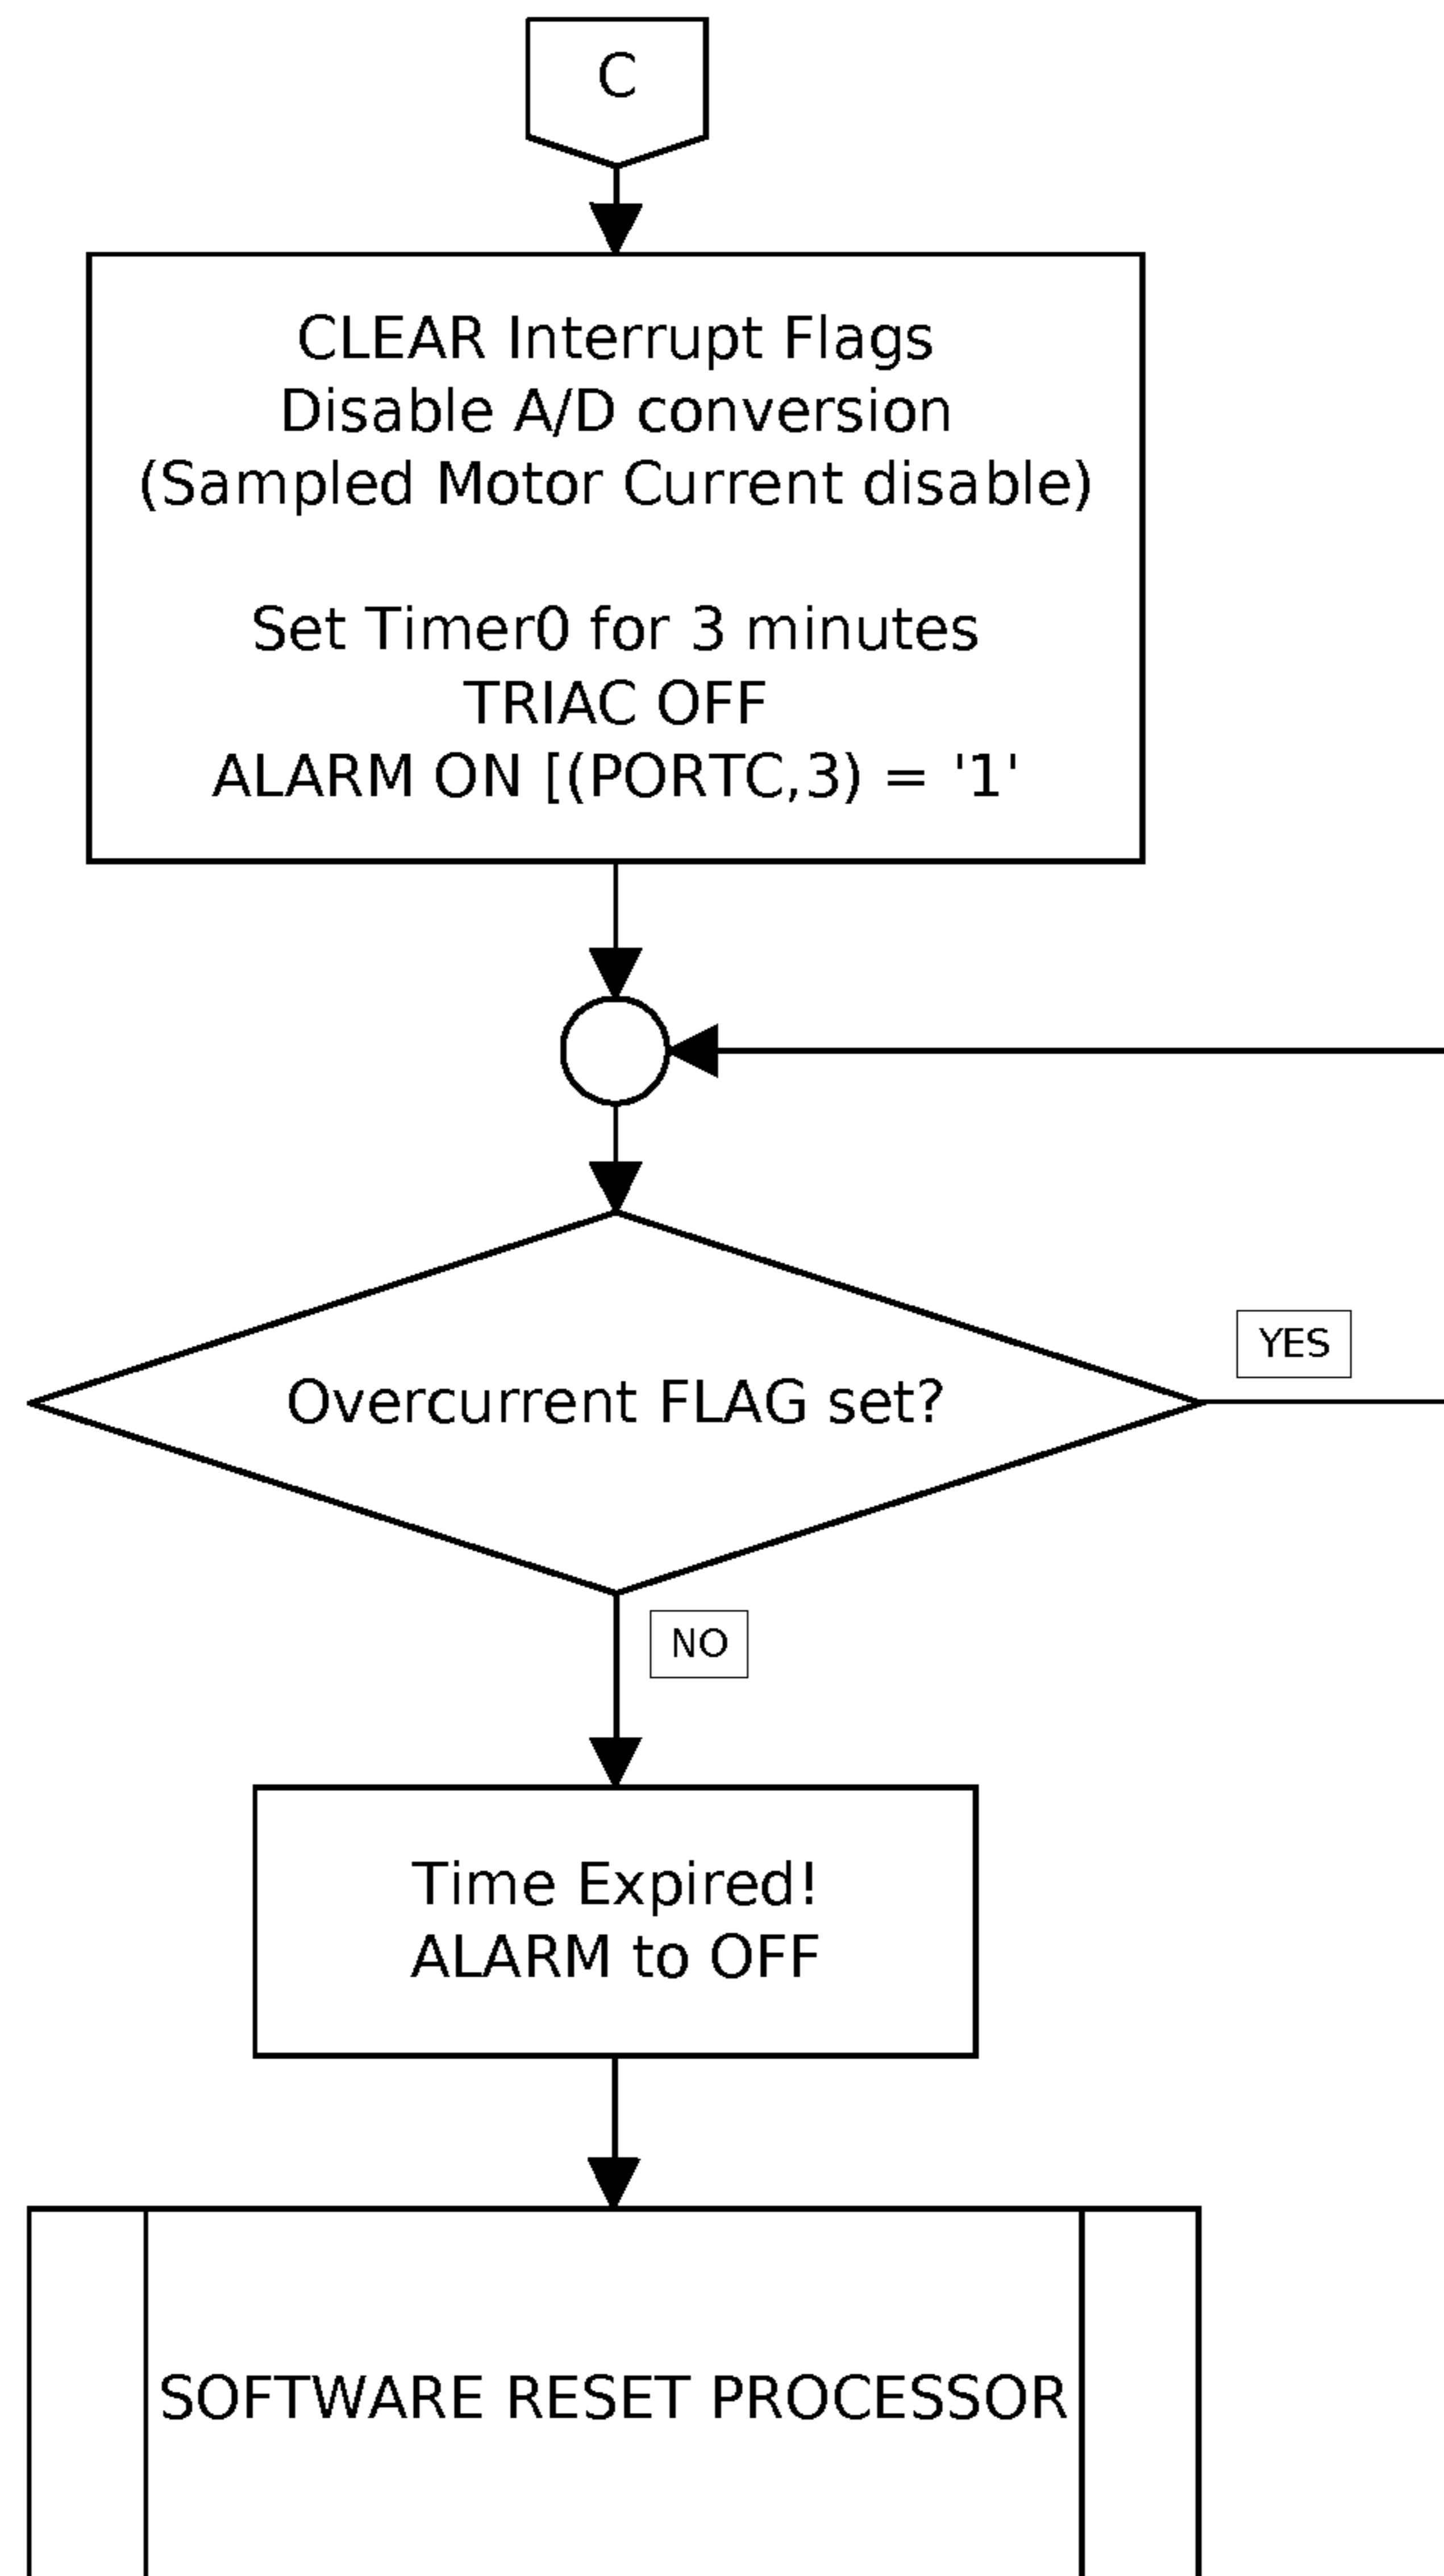 C
CLEAR Interrupt Flags
Disable A/D conversion
(Sampled Motor Current disable)
Set Timer0 for 3 minutes
TRIAC OFF
ALARM ON [(PORTC,3) = '1'
Overcurrent FLAG set?
YES
NO
Time Expired!
ALARM to OFF
SOFTWARE RESET PROCESSOR